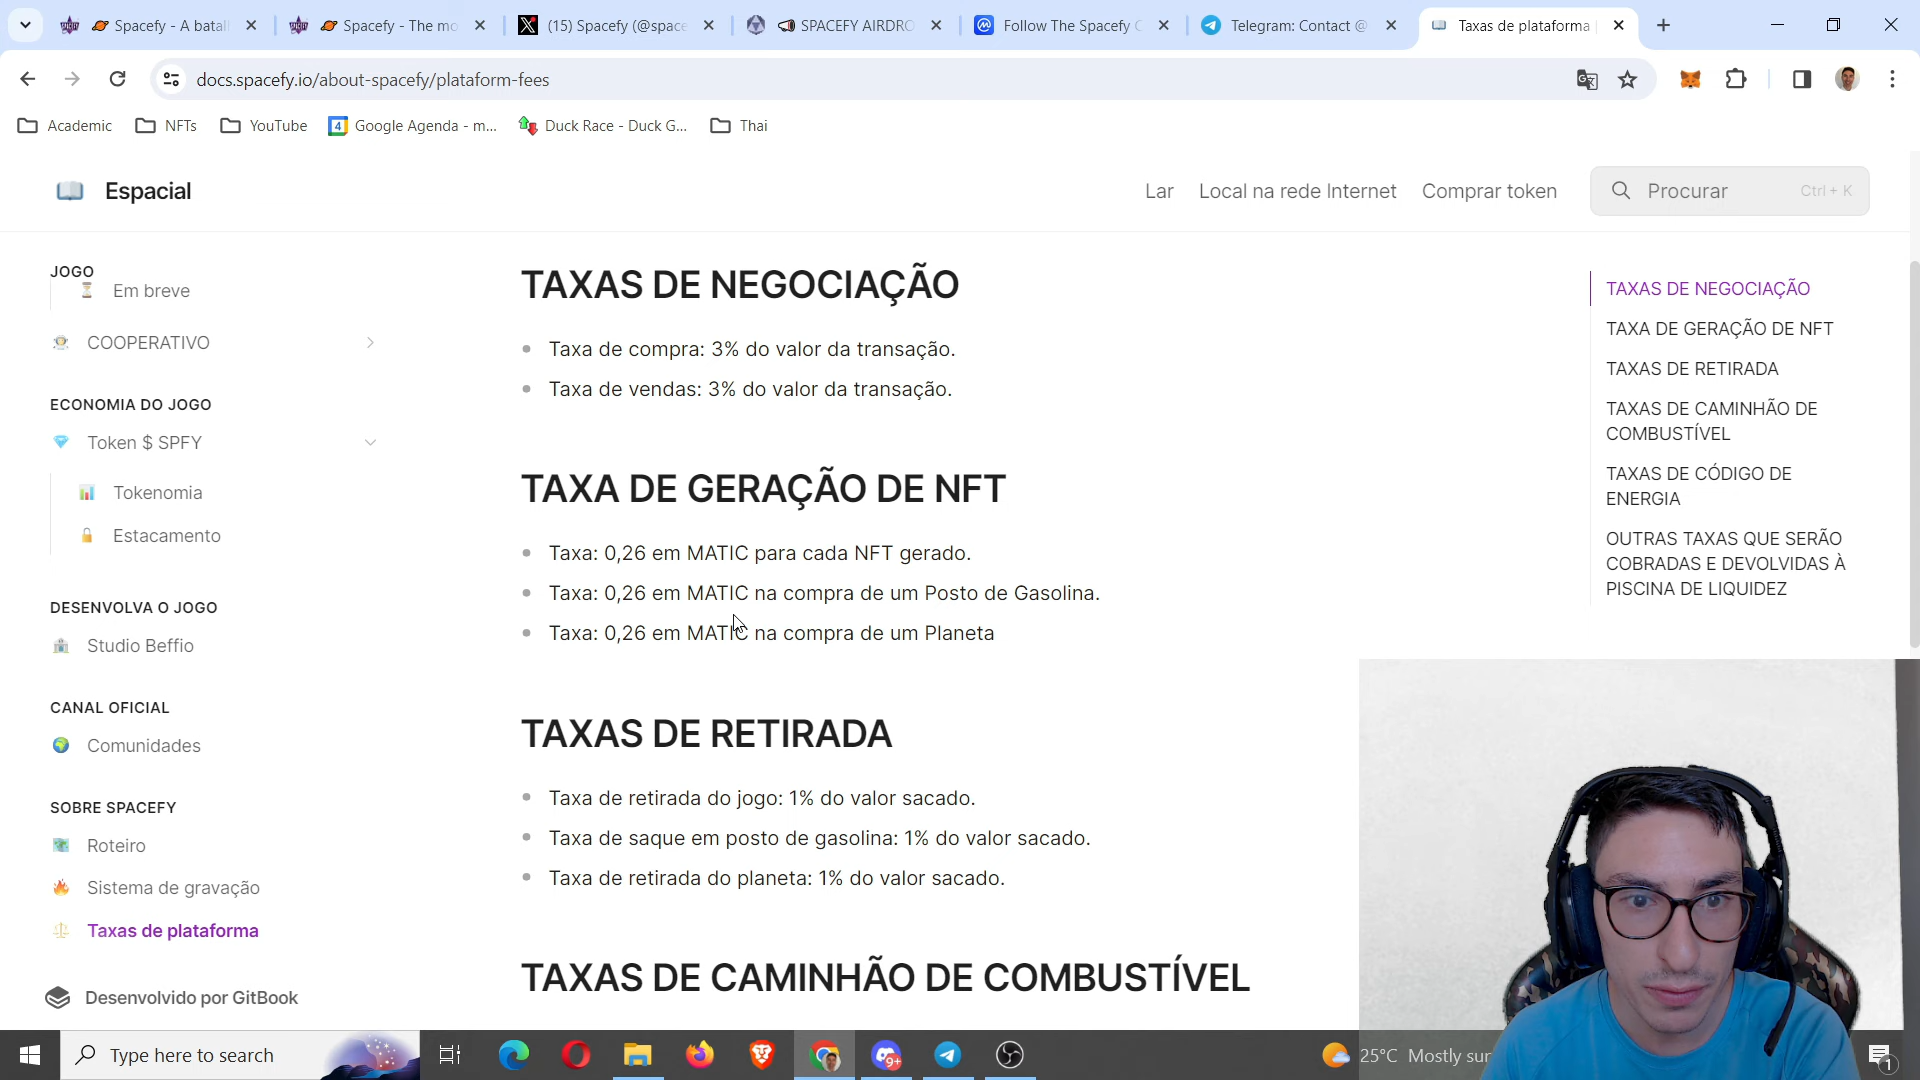 Spacefy - A batall
Spacefy - The mo
(15) Spacefy (@space
SPACEFY AIRDRO
Follow The Spacefy C
Telegram: Contact @
Taxas de plataforma
docs.spacefy.io/about-spacefy/plataform-fees
Academic
NFTs
YouTube
Google Agenda - m...
Duck Race - Duck G...
Thai
Espacial
Lar
Local na rede Internet
Comprar token
Procurar
Ctrl + K
JOGO
Em breve
COOPERATIVO
ECONOMIA DO JOGO
Token $ SPFY
Tokenomia
Estacamento
DESENVOLVA O JOGO
Studio Beffio
CANAL OFICIAL
Comunidades
SOBRE SPACEFY
Roteiro
Sistema de gravação
Taxas de plataforma
Desenvolvido por GitBook
TAXAS DE NEGOCIAÇÃO
Taxa de compra: 3% do valor da transação.
Taxa de vendas: 3% do valor da transação.
TAXA DE GERAÇÃO DE NFT
Taxa: 0,26 em MATIC para cada NFT gerado.
Taxa: 0,26 em MATIC na compra de um Posto de Gasolina.
Taxa: 0,26 em MATIC na compra de um Planeta
TAXAS DE RETIRADA
Taxa de retirada do jogo: 1% do valor sacado.
Taxa de saque em posto de gasolina: 1% do valor sacado.
Taxa de retirada do planeta: 1% do valor sacado.
TAXAS DE CAMINHÃO DE COMBUSTÍVEL
TAXAS DE NEGOCIAÇÃO
TAXA DE GERAÇÃO DE NFT
TAXAS DE RETIRADA
TAXAS DE CAMINHÃO DE
COMBUSTÍVEL
TAXAS DE CÓDIGO DE
ENERGIA
OUTRAS TAXAS QUE SERÃO
COBRADAS E DEVOLVIDAS À
PISCINA DE LIQUIDEZ
Type here to search
9+
25°C Mostly sun
1